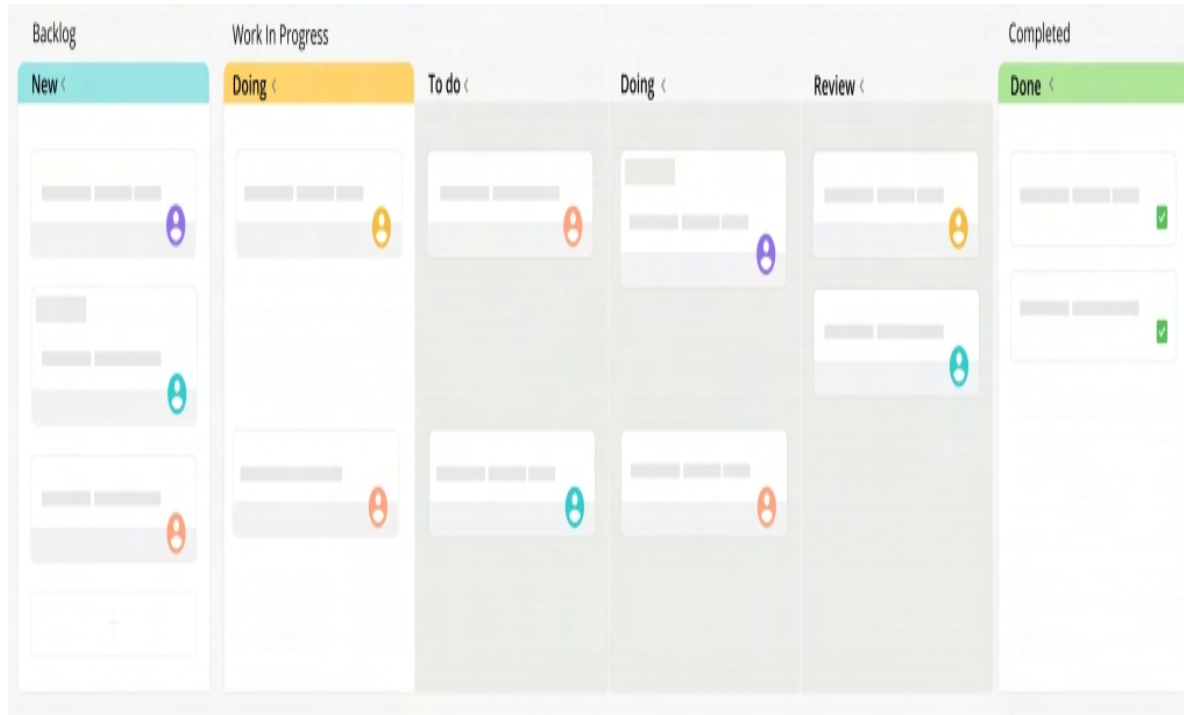 Backlog
Work In Progress
Completed
New <
Doing <
To do <
Doing <
Review <
Done <
+